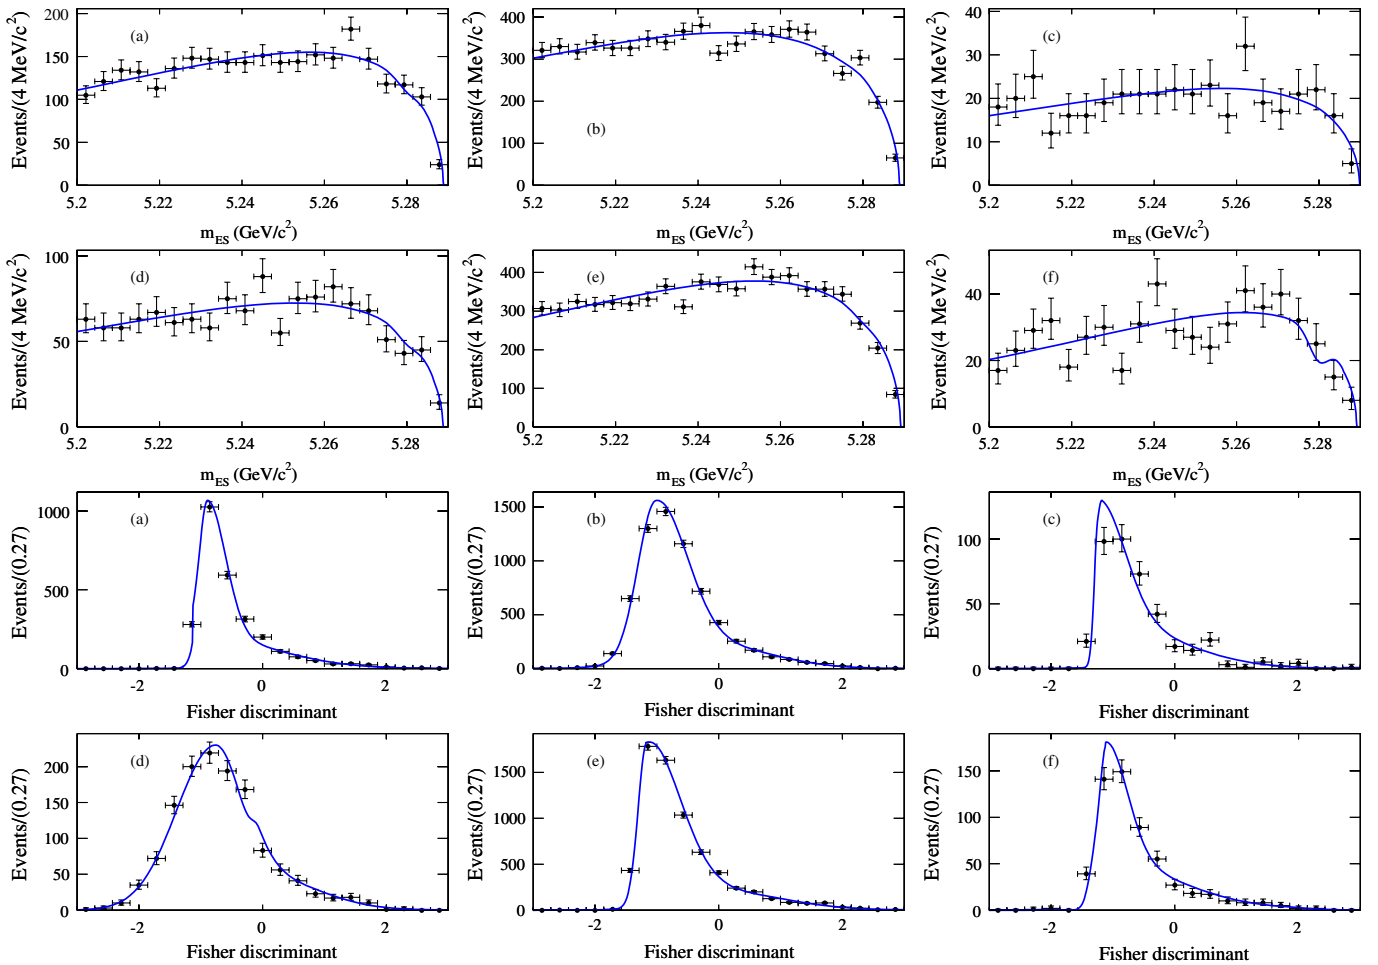 Events/(4 MeV/c²)
200
150
100
50
0
(a)
5.2 5.22 5.24 5.26 5.28
m_ES (GeV/c²)
Events/(4 MeV/c²)
400
300
200
100
0
(b)
5.2 5.22 5.24 5.26 5.28
m_ES (GeV/c²)
Events/(4 MeV/c²)
40
30
20
10
0
(c)
5.2 5.22 5.24 5.26 5.28
m_ES (GeV/c²)
Events/(4 MeV/c²)
100
50
0
(d)
5.2 5.22 5.24 5.26 5.28
m_ES (GeV/c²)
Events/(4 MeV/c²)
400
300
200
100
0
(e)
5.2 5.22 5.24 5.26 5.28
m_ES (GeV/c²)
Events/(4 MeV/c²)
40
20
0
(f)
5.2 5.22 5.24 5.26 5.28
m_ES (GeV/c²)
Events/(0.27)
1000
500
0
(a)
-2 0 2
Fisher discriminant
Events/(0.27)
1500
1000
500
0
(b)
-2 0 2
Fisher discriminant
Events/(0.27)
100
50
0
(c)
-2 0 2
Fisher discriminant
Events/(0.27)
200
150
100
50
0
(d)
-2 0 2
Fisher discriminant
Events/(0.27)
1500
1000
500
0
(e)
-2 0 2
Fisher discriminant
Events/(0.27)
150
100
50
0
(f)
-2 0 2
Fisher discriminant